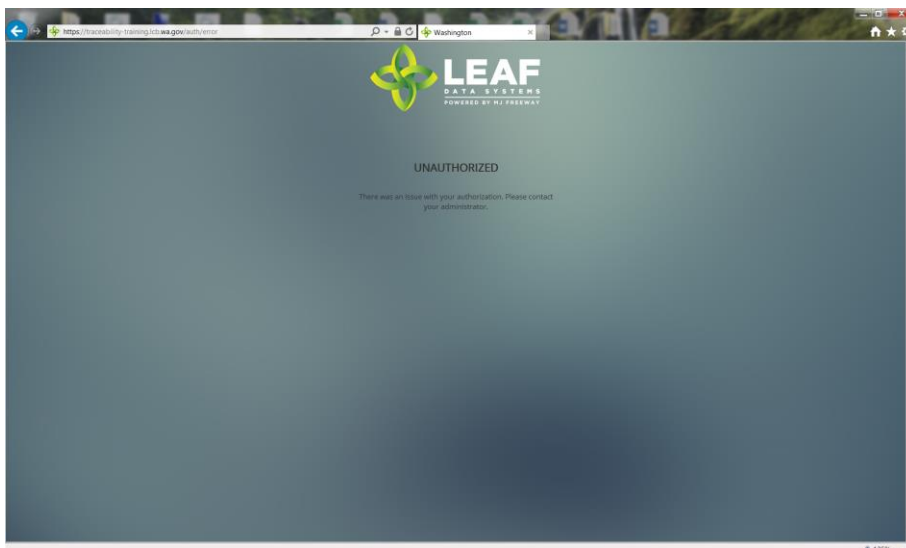 https://traceability-training.lcb.wa.gov/auth/error
Washington
LEAF
DATA SYSTEMS
POWERED BY MJ FREEWAY
UNAUTHORIZED
There was an issue with your authorization. Please contact
your administrator.